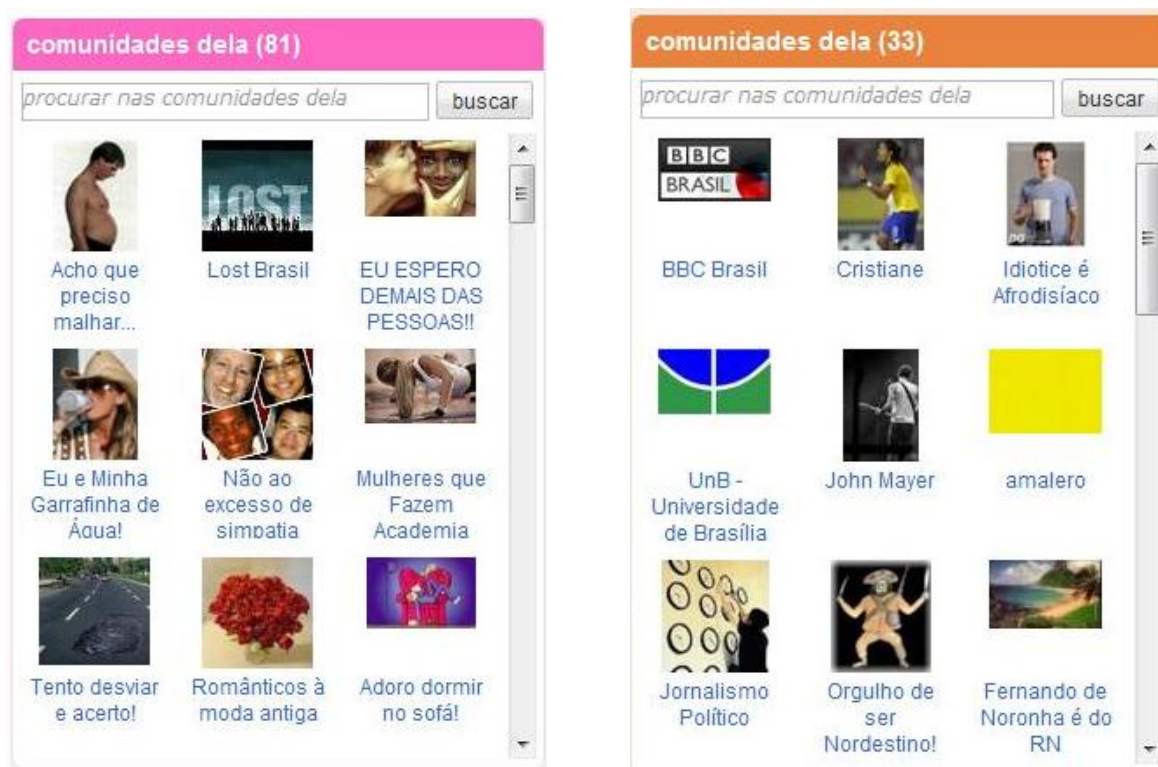 comunidades dela (81)
procurar nas comunidades dela
buscar
LOST
Acho que
preciso
malhar...
Lost Brasil
EU ESPERO
DEMAIS DAS
PESSOAS!!
Eu e Minha
Garrafinha de
Água!
Não ao
excesso de
simpatia
Mulheres que
Fazem
Academia
Tento desviar
e acerto!
Românticos à
moda antiga
Adoro dormir
no sofá!
comunidades dela (33)
procurar nas comunidades dela
buscar
BBC
BRASIL
BBC Brasil
Cristiane
Idiotice é
Afrodisíaco
UnB -
Universidade
de Brasília
John Mayer
amalero
Jornalismo
Político
Orgulho de
ser
Nordestino!
Fernando de
Noronha é do
RN